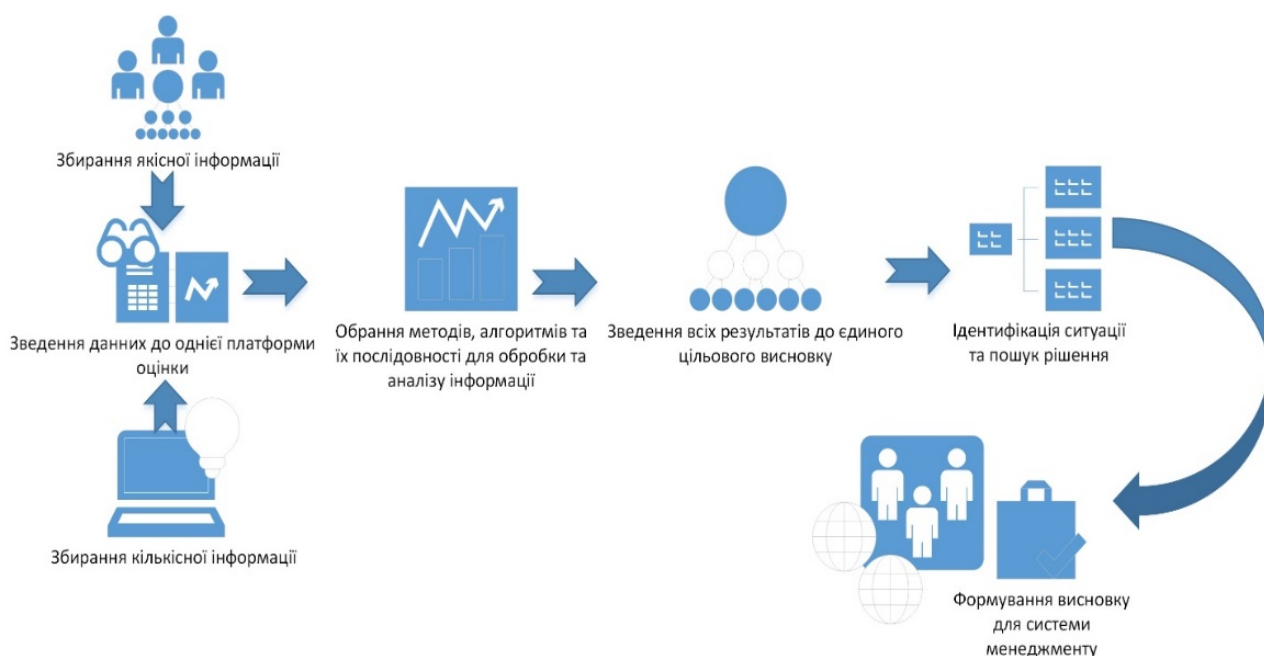 Збирання якісної інформації
Зведення данних до однієї платформи
оцінки
Збирання кількісної інформації
Обрання методів, алгоритмів та
їх послідовності для обробки та
аналізу інформації
Зведення всіх результатів до єдиного
цільового висновку
Ідентифікація ситуації
та пошук рішення
Формування висновку
для системи
менеджменту